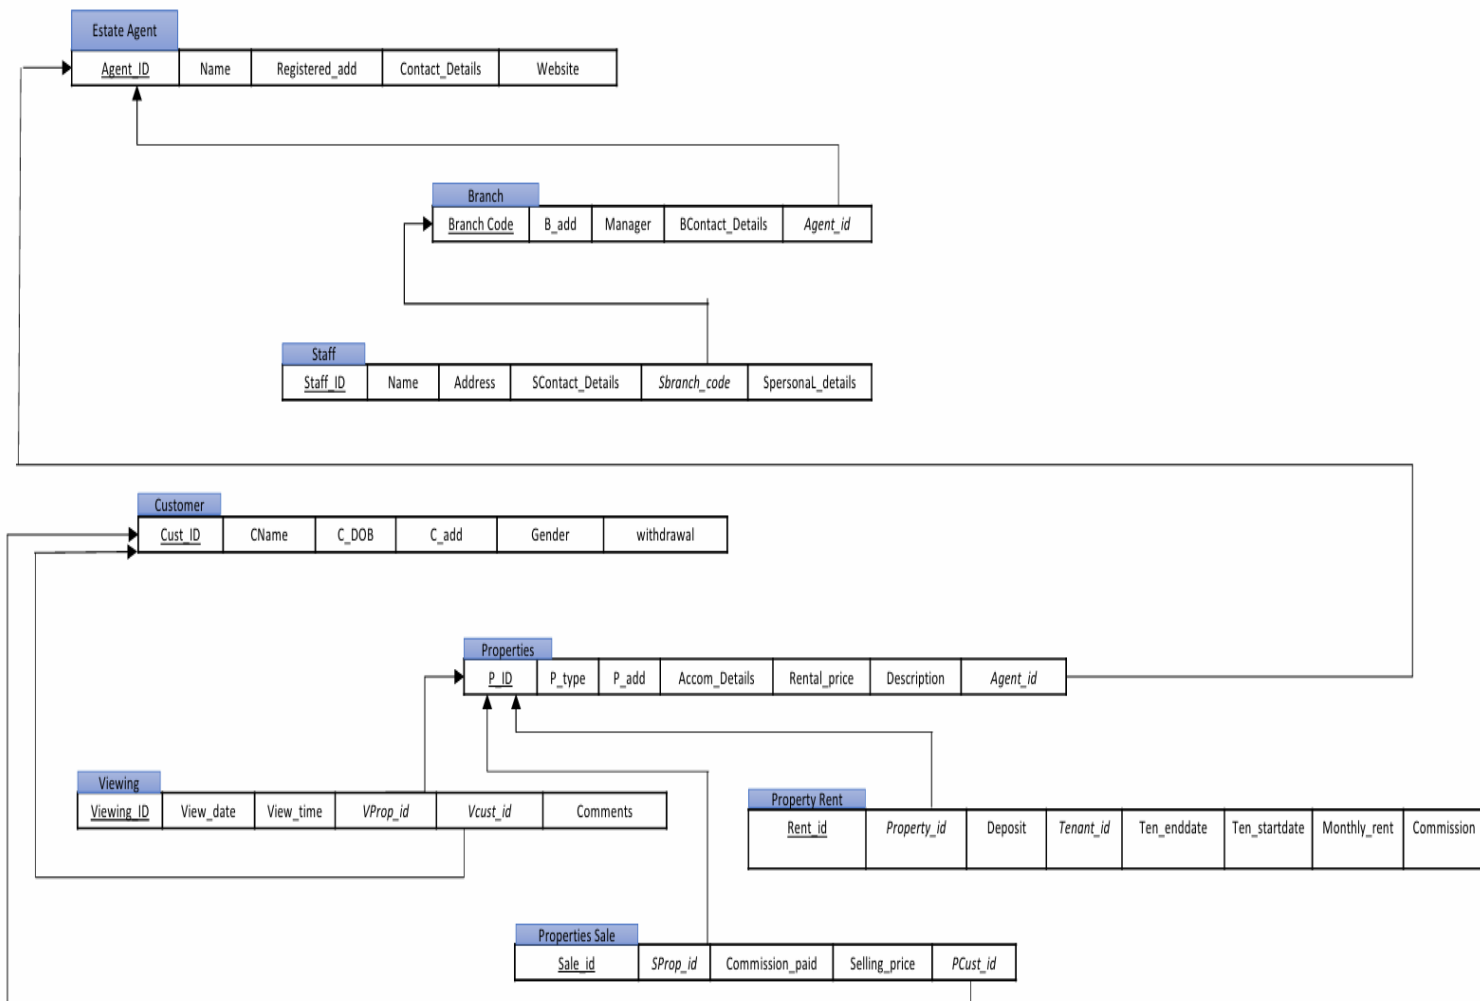 Estate Agent
Agent_ID Name Registered_add Contact_Details Website
Branch
Branch Code B_add Manager BContact_Details Agent_id
Staff
Staff_ID Name Address SContact_Details Sbranch_code SpersonaL_details
Customer
Cust_ID CName C_DOB C_add Gender withdrawal
Properties
P_ID P_type P_add Accom_Details Rental_price Description Agent_id
Viewing
Viewing_ID View_date View_time VProp_id Vcust_id Comments
Property Rent
Rent_id Property_id Deposit Tenant_id Ten_enddate Ten_startdate Monthly_rent Commission
Properties Sale
Sale_id SProp_id Commission_paid Selling_price PCust_id